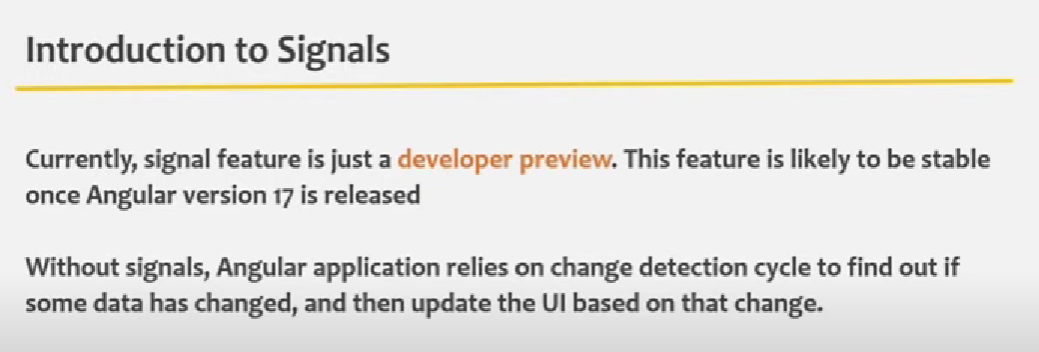 Introduction to Signals
Currently, signal feature is just a developer preview. This feature is likely to be stable
once Angular version 17 is released
Without signals, Angular application relies on change detection cycle to find out if
some data has changed, and then update the UI based on that change.